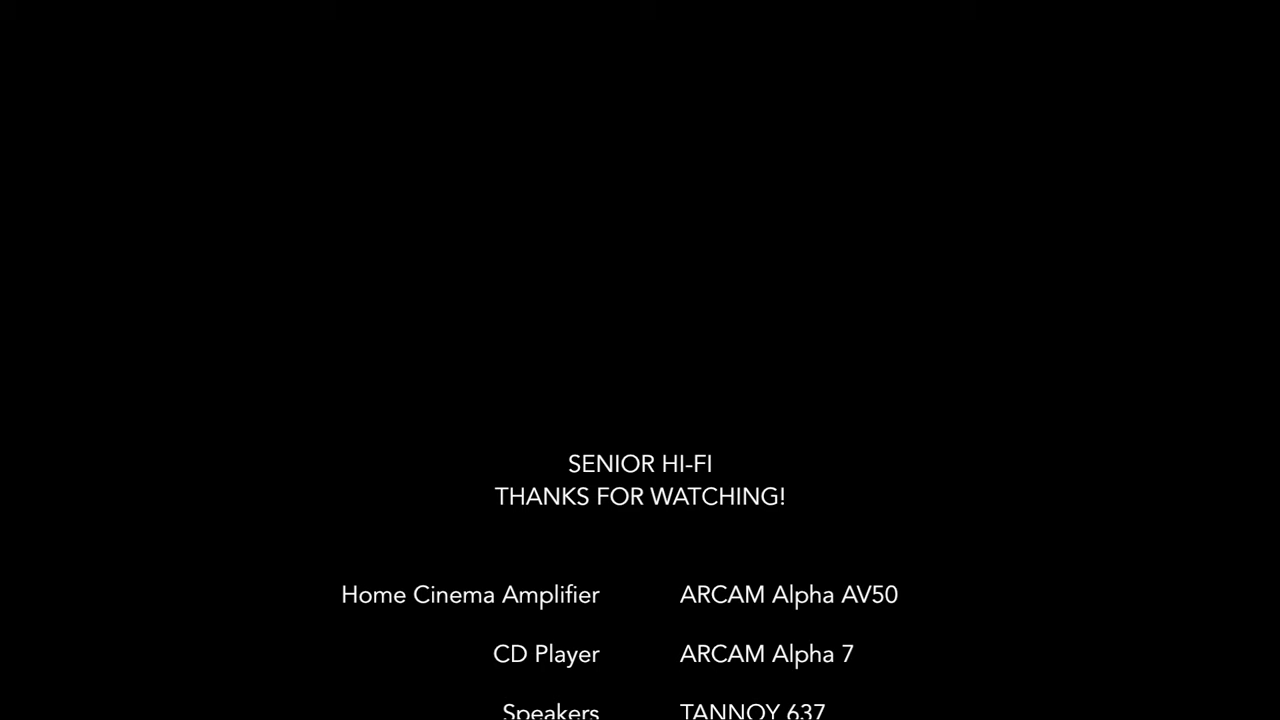 SENIOR HI-FI
THANKS FOR WATCHING!
Home Cinema Amplifier ARCAM Alpha AV50
CD Player ARCAM Alpha 7
Speakers TANNOY 637